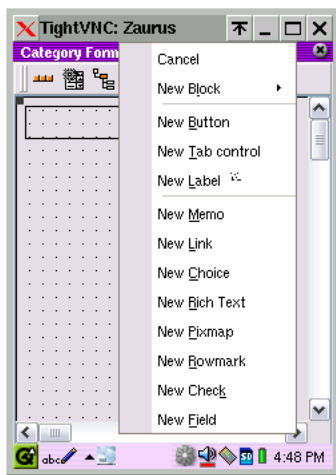 TightVNC: Zaurus
Category Form
Cancel
New Block
New Button
New Tab control
New Label
New Memo
New Link
New Choice
New Rich Text
New Pixmap
New Rowmark
New Check
New Field
abc
SD
4:48 PM